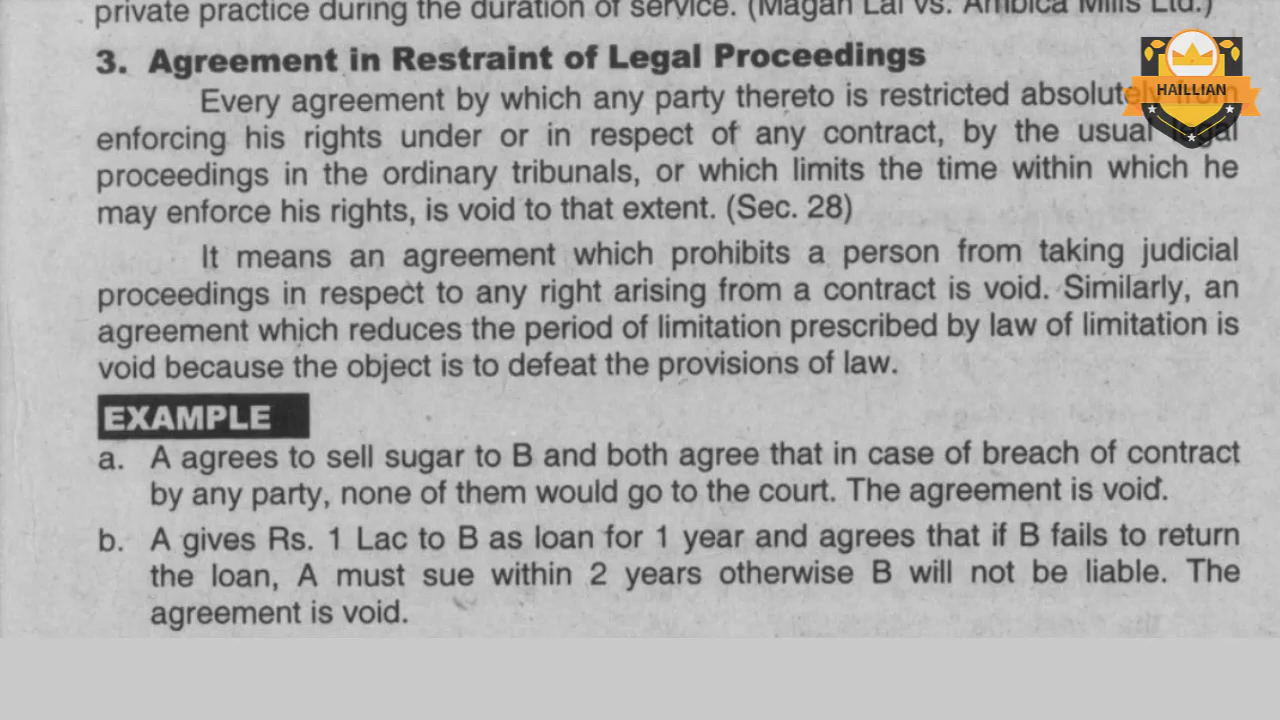 private practice during the duration of service. (Magan Lal vs. Ambica Mills Ltd.)
3. Agreement in Restraint of Legal Proceedings
Every agreement by which any party thereto is restricted absolutely from
enforcing his rights under or in respect of any contract, by the usual legal
proceedings in the ordinary tribunals, or which limits the time within which he
may enforce his rights, is void to that extent. (Sec. 28)
It means an agreement which prohibits a person from taking judicial
proceedings in respect to any right arising from a contract is void. Similarly, an
agreement which reduces the period of limitation prescribed by law of limitation is
void because the object is to defeat the provisions of law.
EXAMPLE
a. A agrees to sell sugar to B and both agree that in case of breach of contract
by any party, none of them would go to the court. The agreement is void.
b. A gives Rs. 1 Lac to B as loan for 1 year and agrees that if B fails to return
the loan, A must sue within 2 years otherwise B will not be liable. The
agreement is void.
HAILLIAN